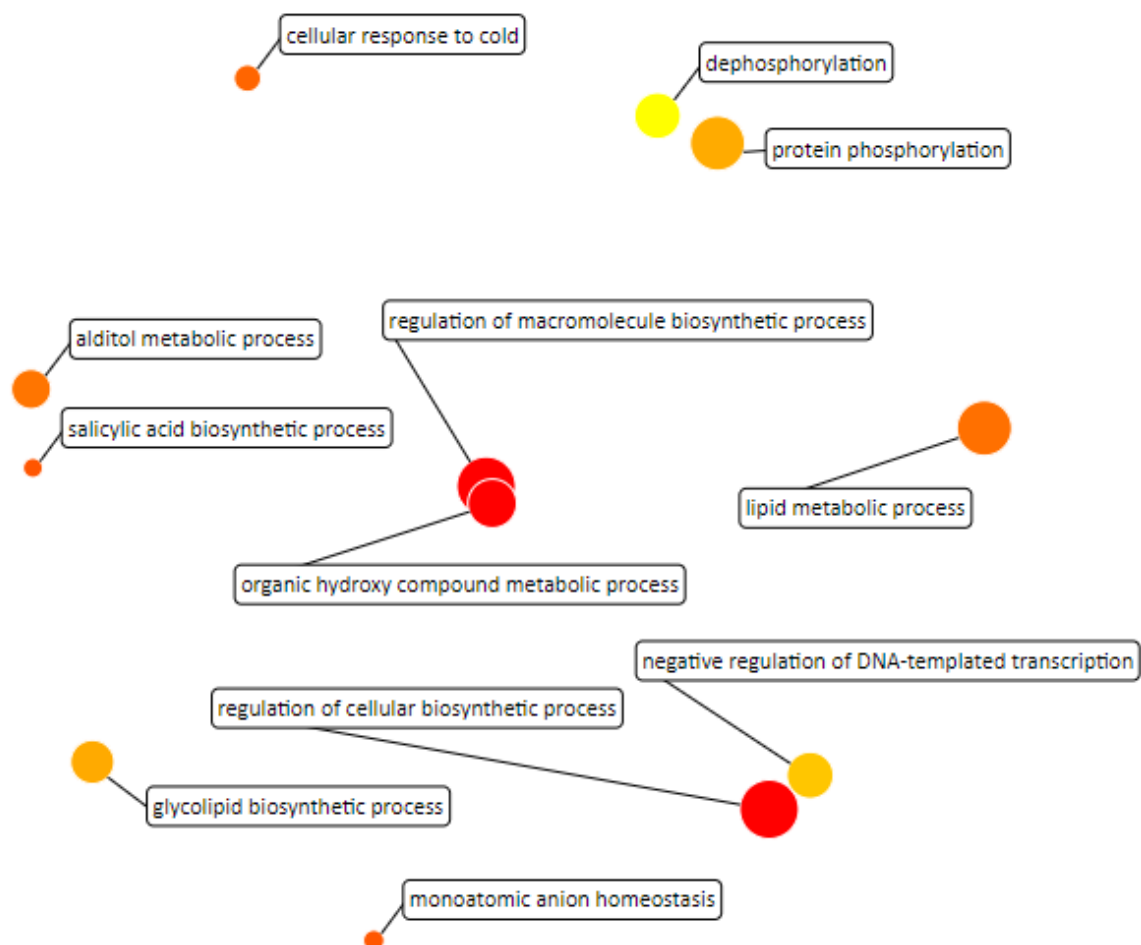 cellular response to cold
dephosphorylation
protein phosphorylation
regulation of macromolecule biosynthetic process
alditol metabolic process
salicylic acid biosynthetic process
lipid metabolic process
organic hydroxy compound metabolic process
negative regulation of DNA-templated transcription
regulation of cellular biosynthetic process
glycolipid biosynthetic process
monoatomic anion homeostasis